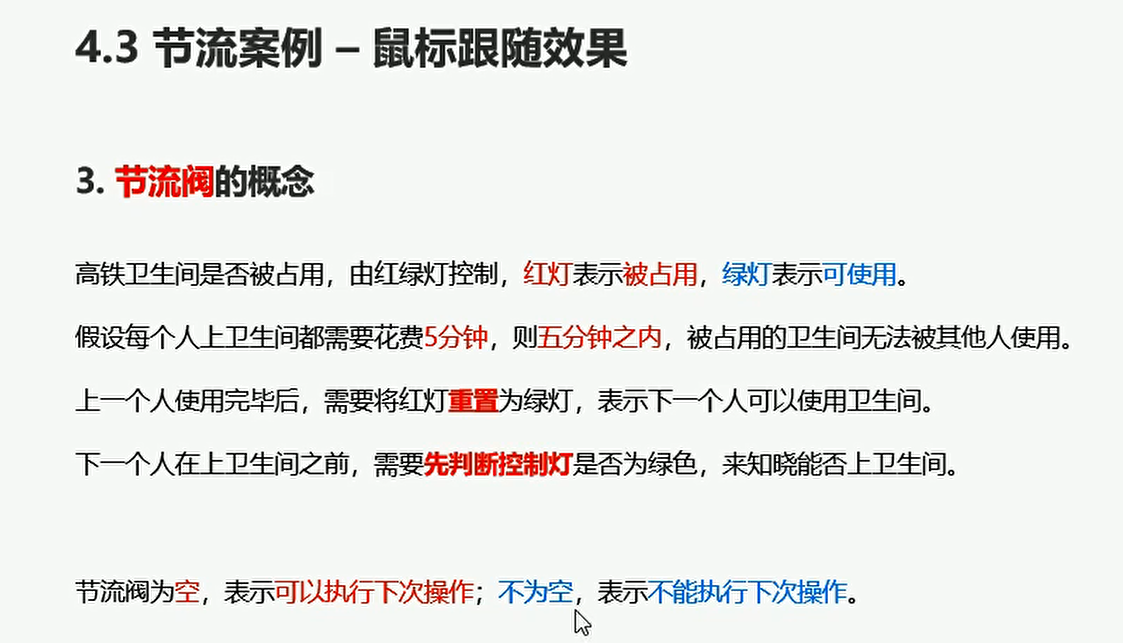 4.3 节流案例 – 鼠标跟随效果
3. 节流阀的概念
高铁卫生间是否被占用，由红绿灯控制，红灯表示被占用，绿灯表示可使用。
假设每个人上卫生间都需要花费5分钟，则五分钟之内，被占用的卫生间无法被其他人使用。
上一个人使用完毕后，需要将红灯重置为绿灯，表示下一个人可以使用卫生间。
下一个人在上卫生间之前，需要先判断控制灯是否为绿色，来知晓能否上卫生间。
节流阀为空，表示可以执行下次操作；不为空，表示不能执行下次操作。